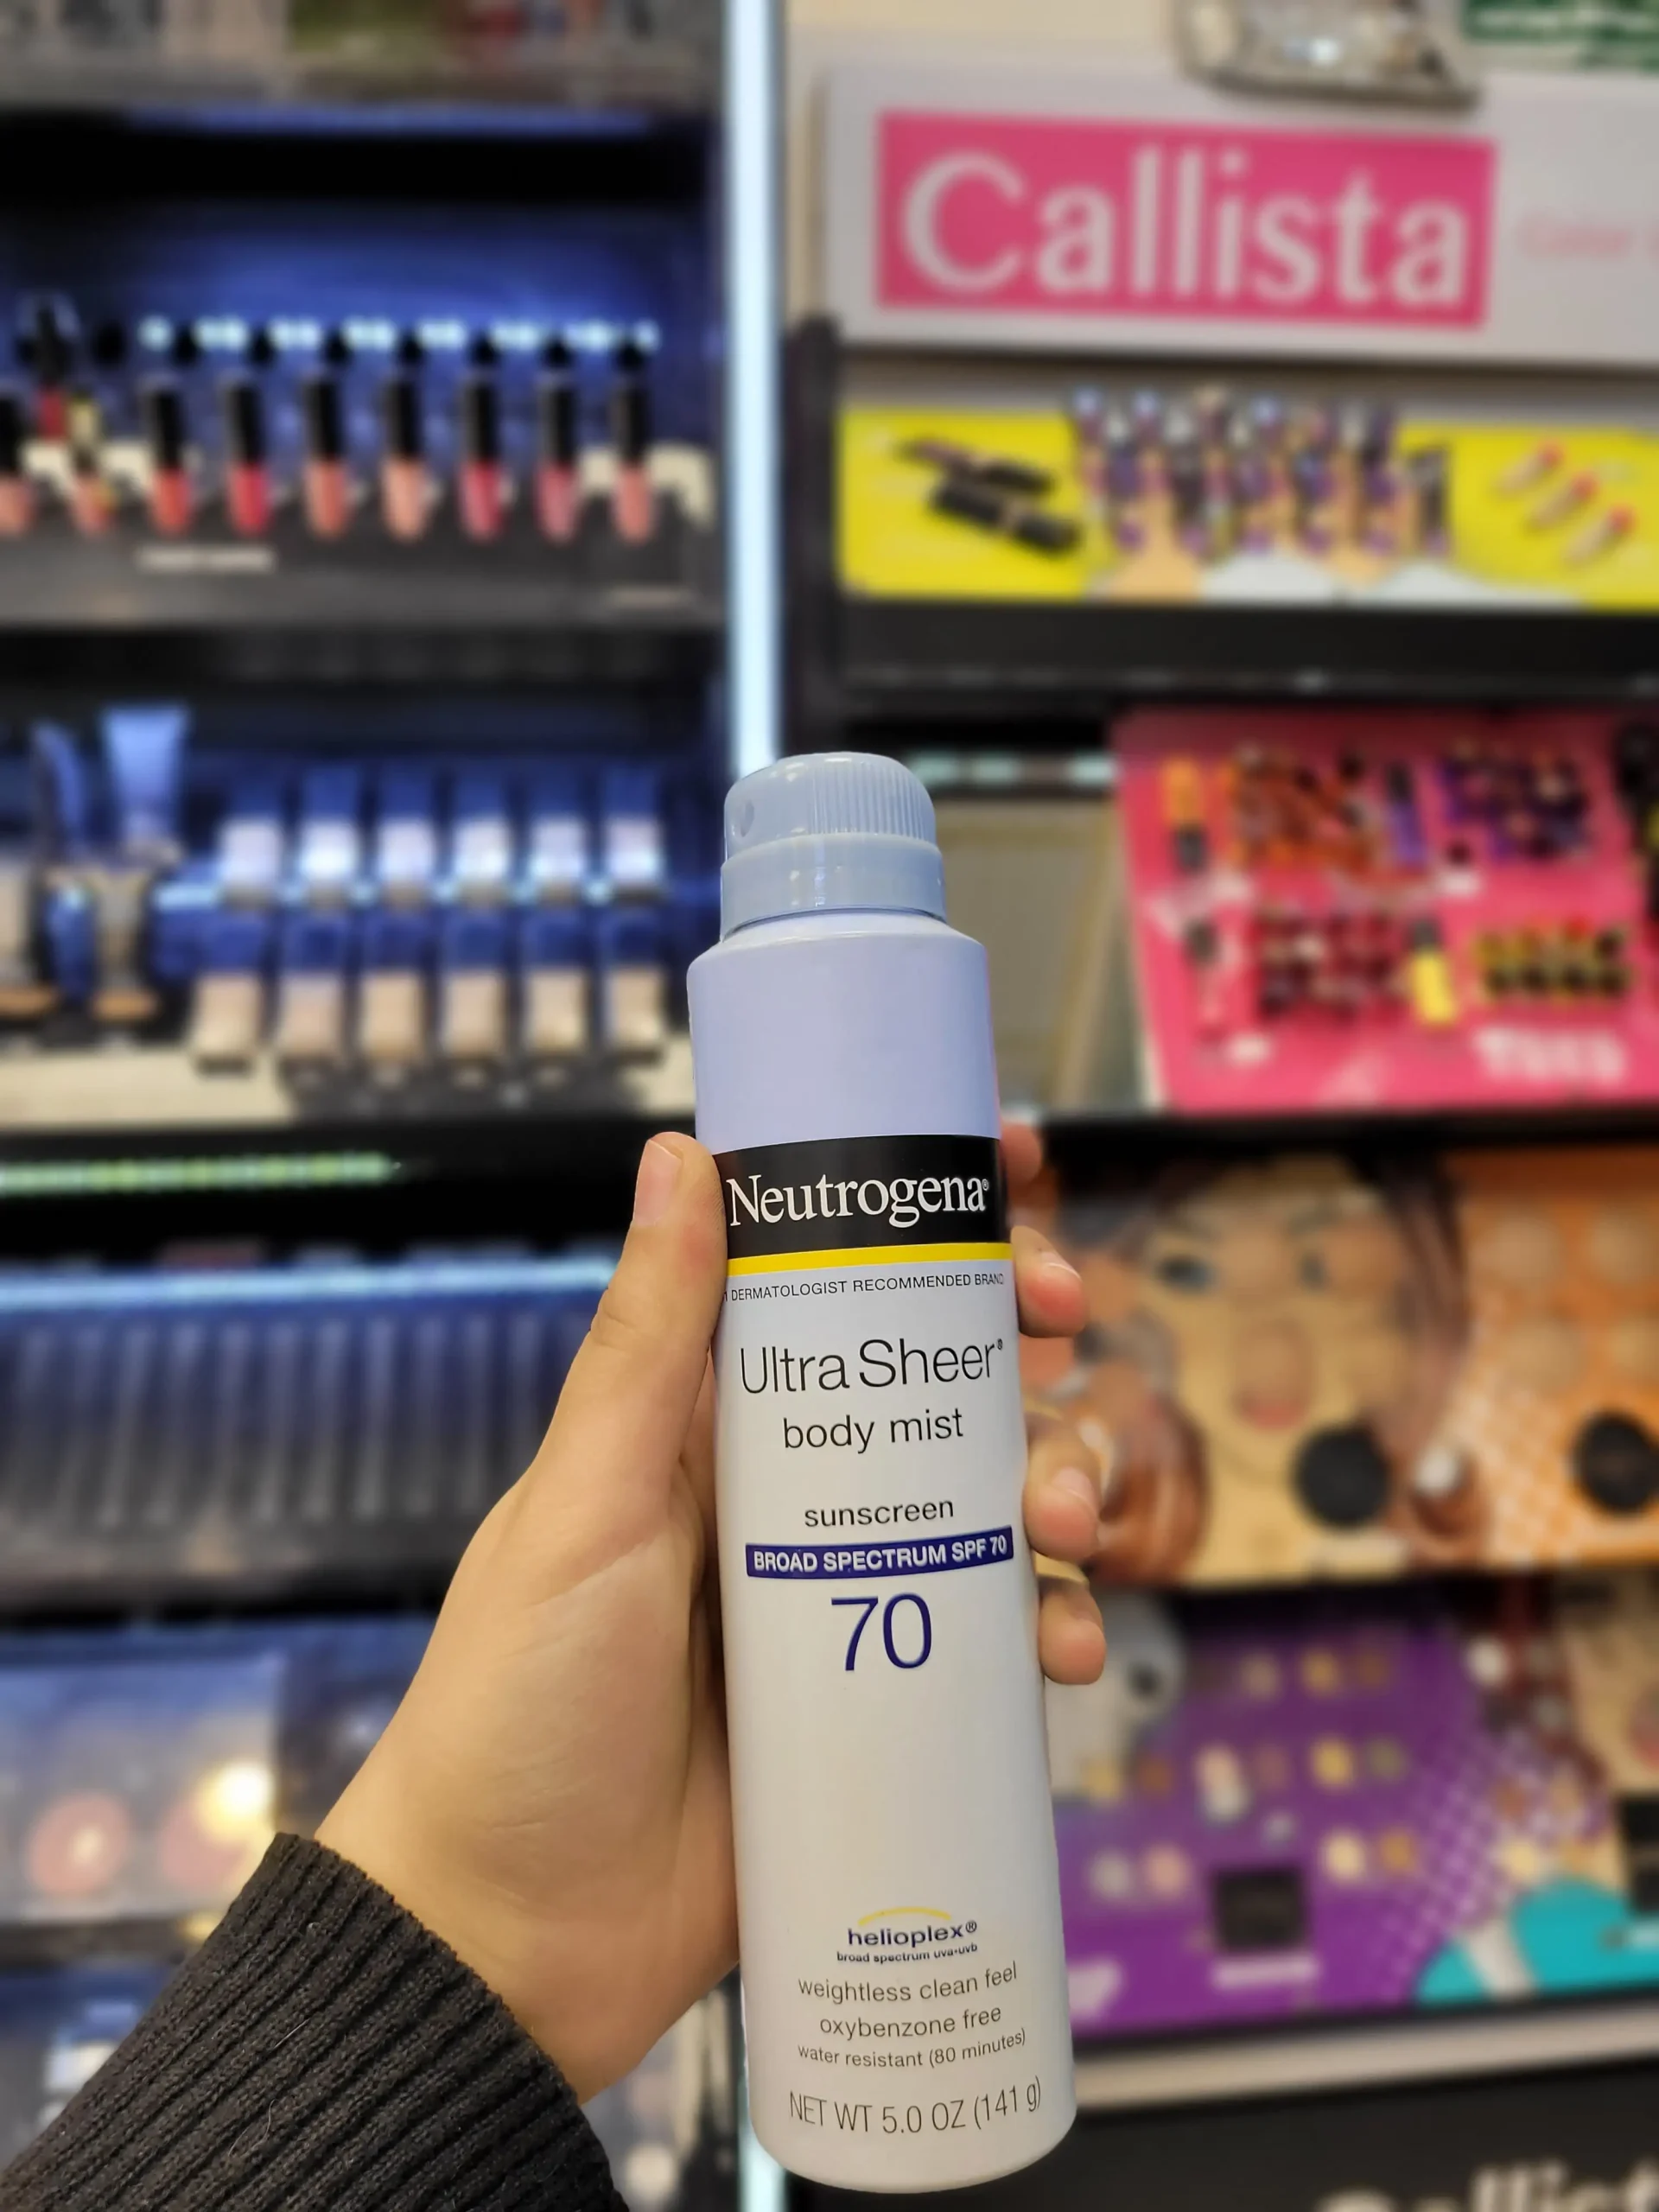 Callista
Neutrogena®
DERMATOLOGIST RECOMMENDED BRAND
Ultra Sheer®
body mist
sunscreen
BROAD SPECTRUM SPF 70
70
helioplex®
broad spectrum uva•uvb
weightless clean feel
oxybenzone free
water resistant (80 minutes)
NET WT 5.0 OZ (141 g)